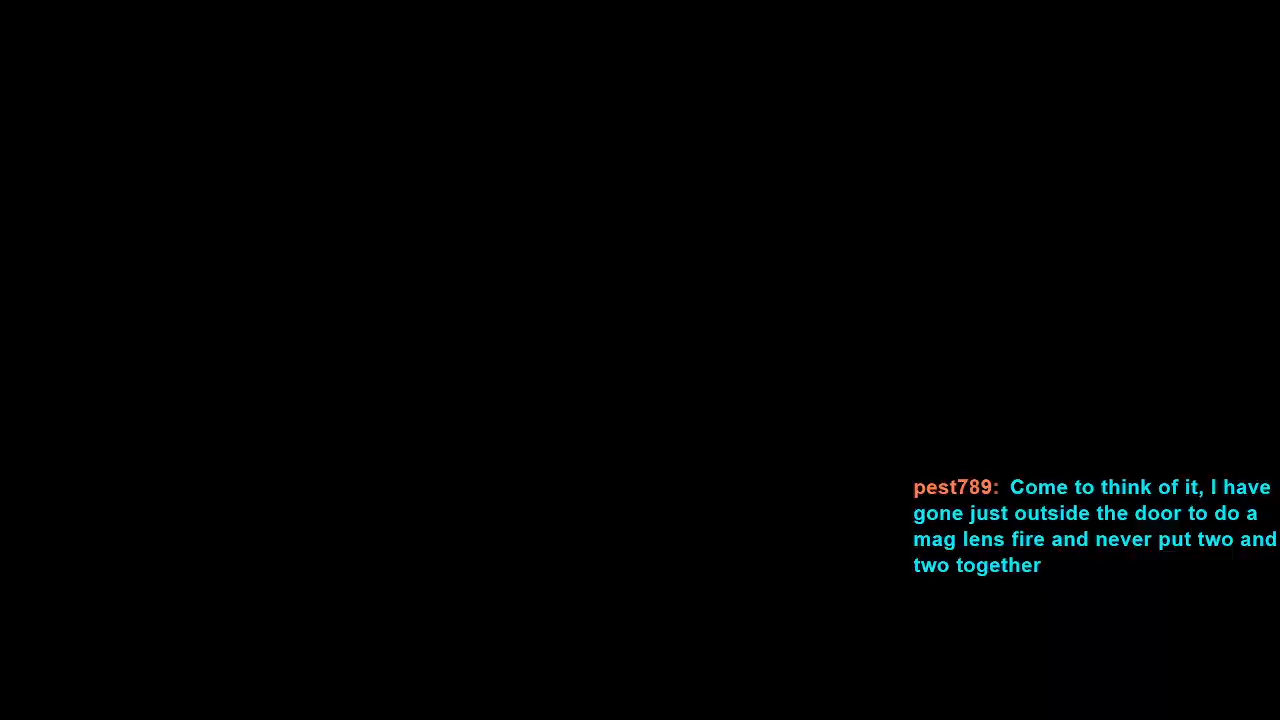 pest789: Come to think of it, I have
gone just outside the door to do a
mag lens fire and never put two and
two together